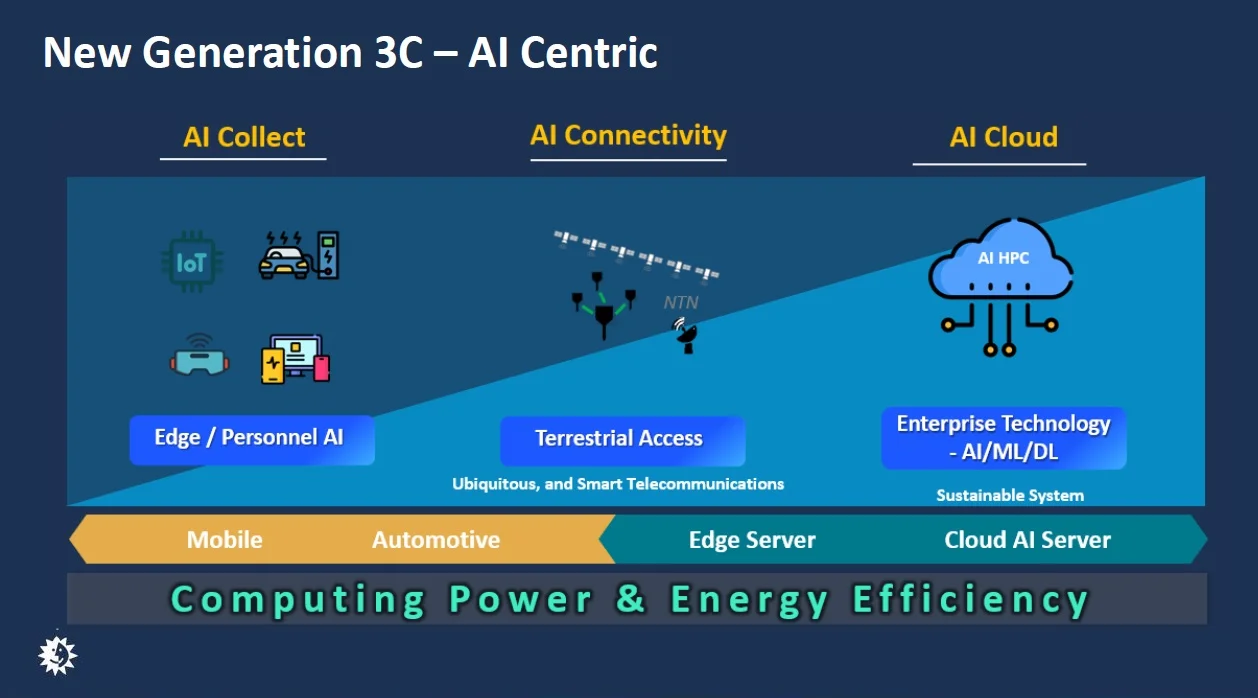 New Generation 3C – AI Centric
AI Collect
AI Connectivity
AI Cloud
IoT
NTN
AI HPC
Edge / Personnel AI
Terrestrial Access
Enterprise Technology
- AI/ML/DL
Ubiquitous, and Smart Telecommunications
Sustainable System
Mobile
Automotive
Edge Server
Cloud AI Server
Computing Power & Energy Efficiency